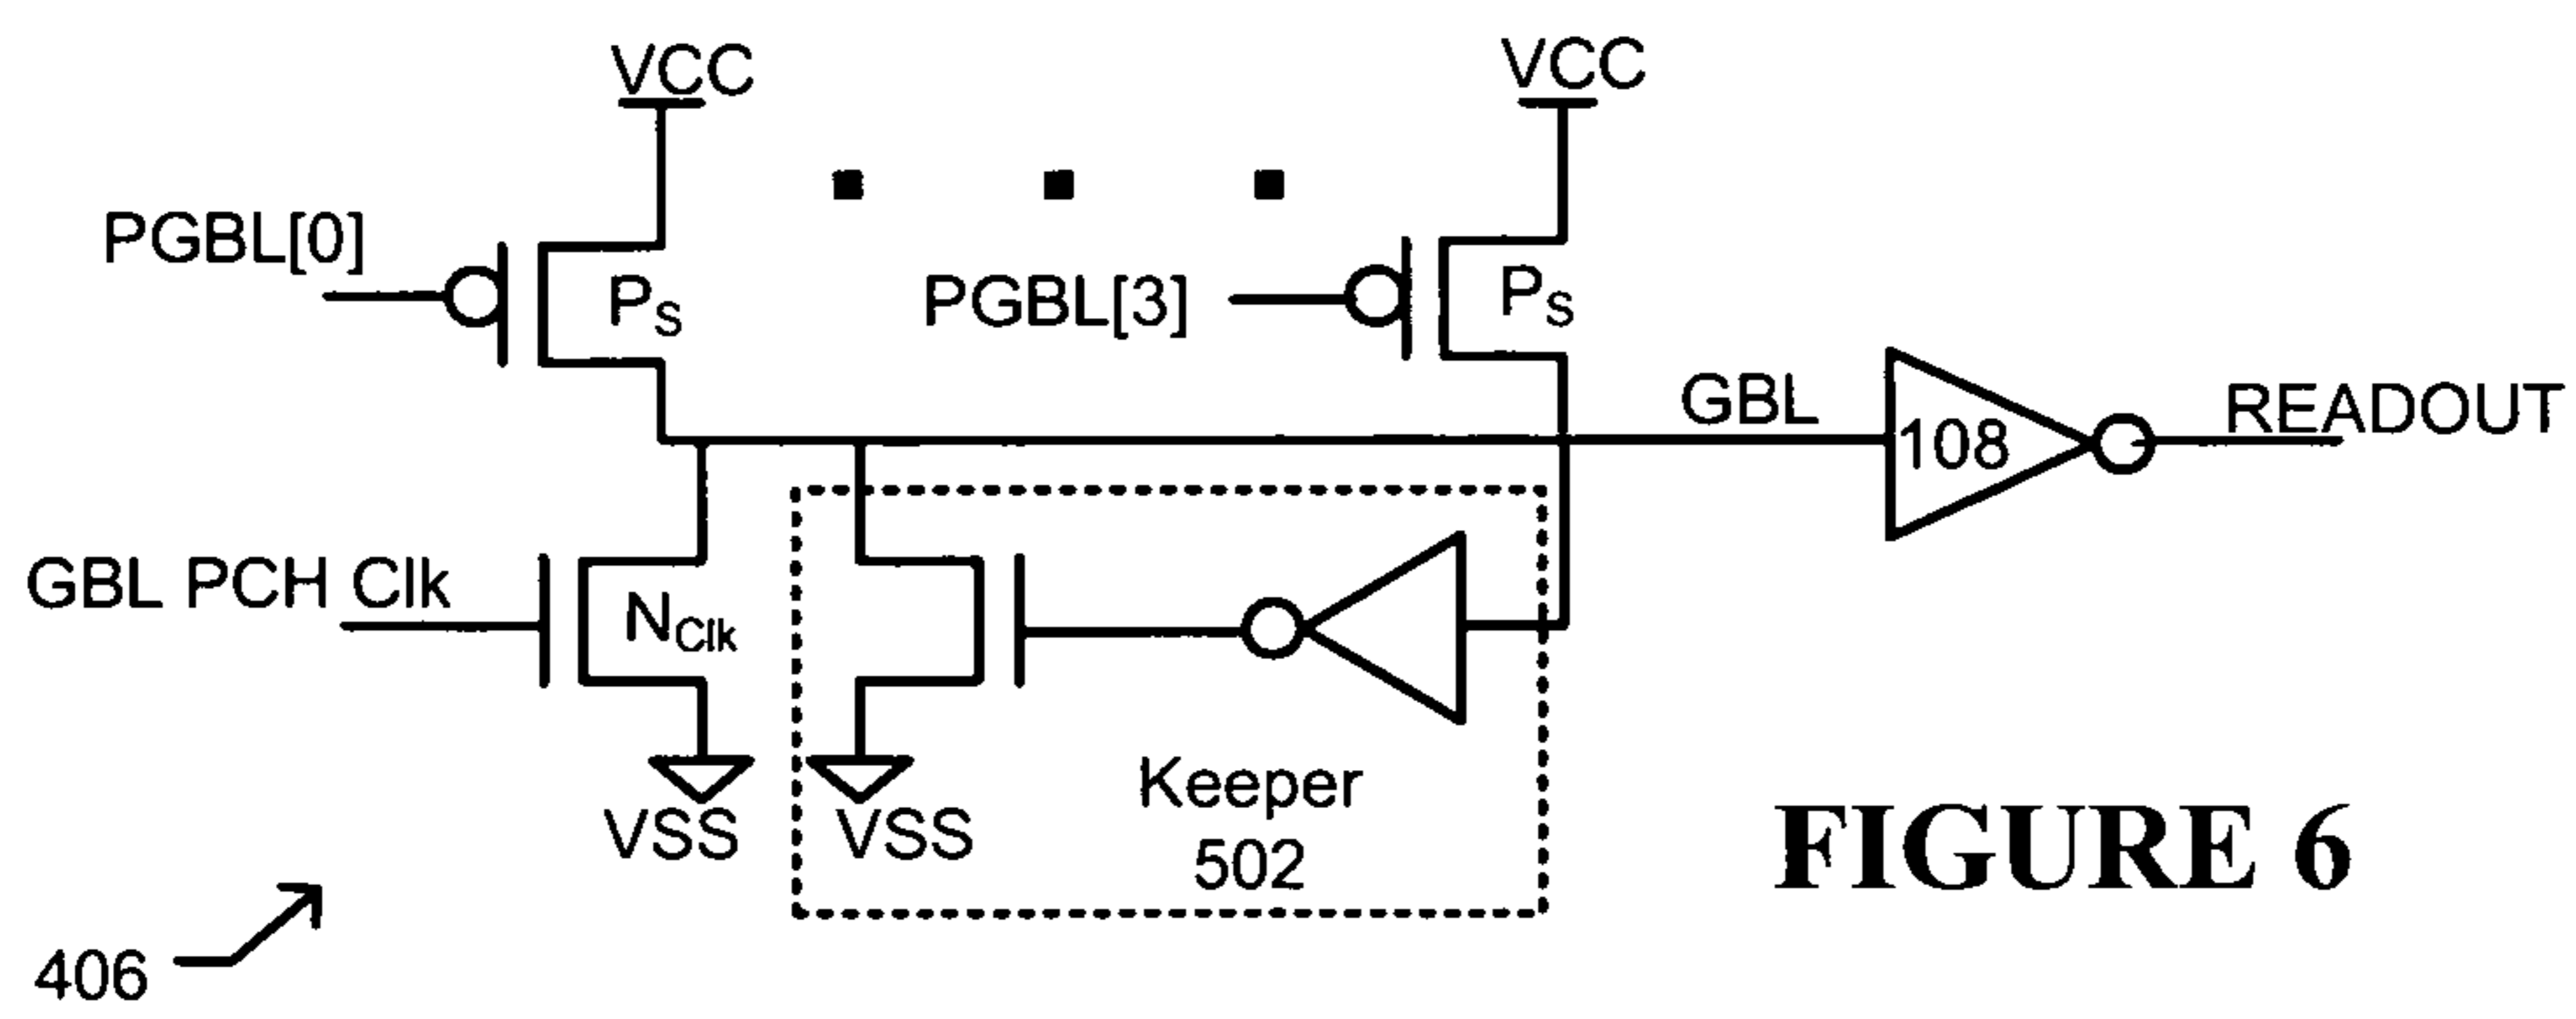 VCC
VCC
PGBL[0]
PS
PGBL[3]
PS
GBL
108
READOUT
GBL PCH Clk
NClk
VSS
VSS
Keeper
502
FIGURE 6
406